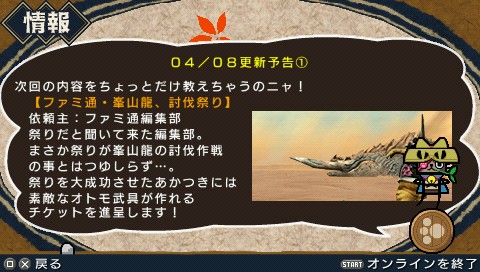 情報
04/08更新予告①
次回の内容をちょっとだけ教えちゃうのニャ！
【ファミ通・峯山龍、討伐祭り】
依頼主：ファミ通編集部
祭りだと聞いて来た編集部。
まさか祭りが峯山龍の討伐作戦
の事とはつゆしらず…。
祭りを大成功させたあかつきには
素敵なオトモ武具が作れる
チケットを進呈します！
□ × 戻る
START オンラインを終了